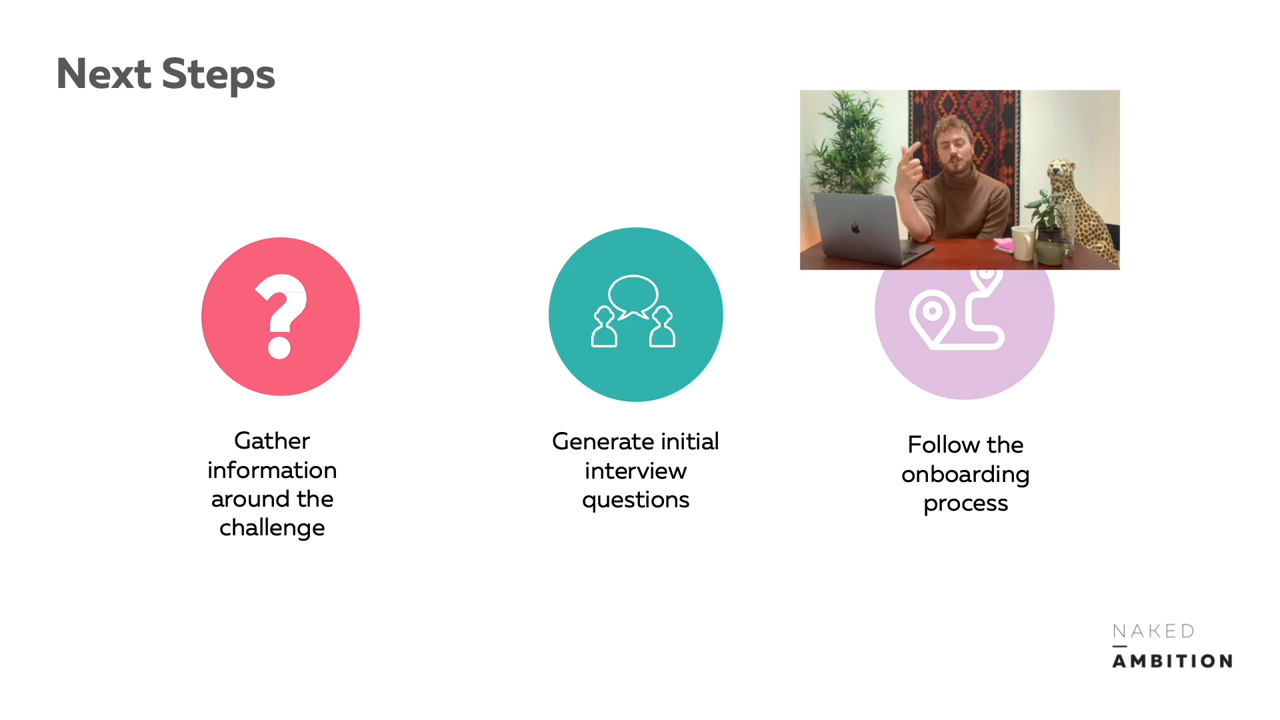 Next Steps
?
Gather
information
around the
challenge
Generate initial
interview
questions
Follow the
onboarding
process
NAKED
AMBITION